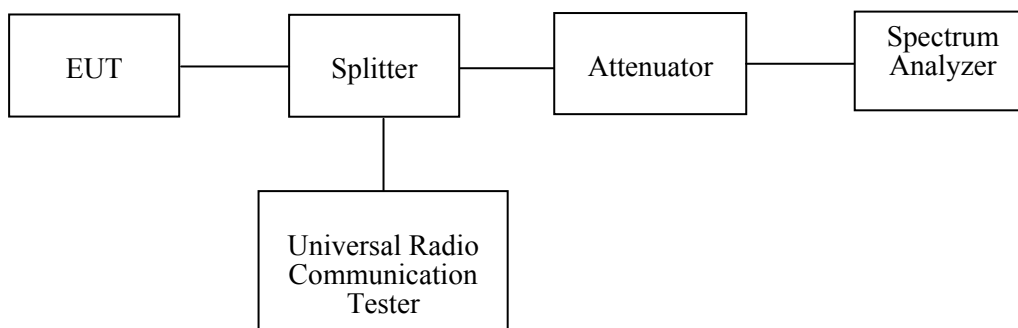 EUT
Splitter
Attenuator
Spectrum
Analyzer
Universal Radio
Communication
Tester